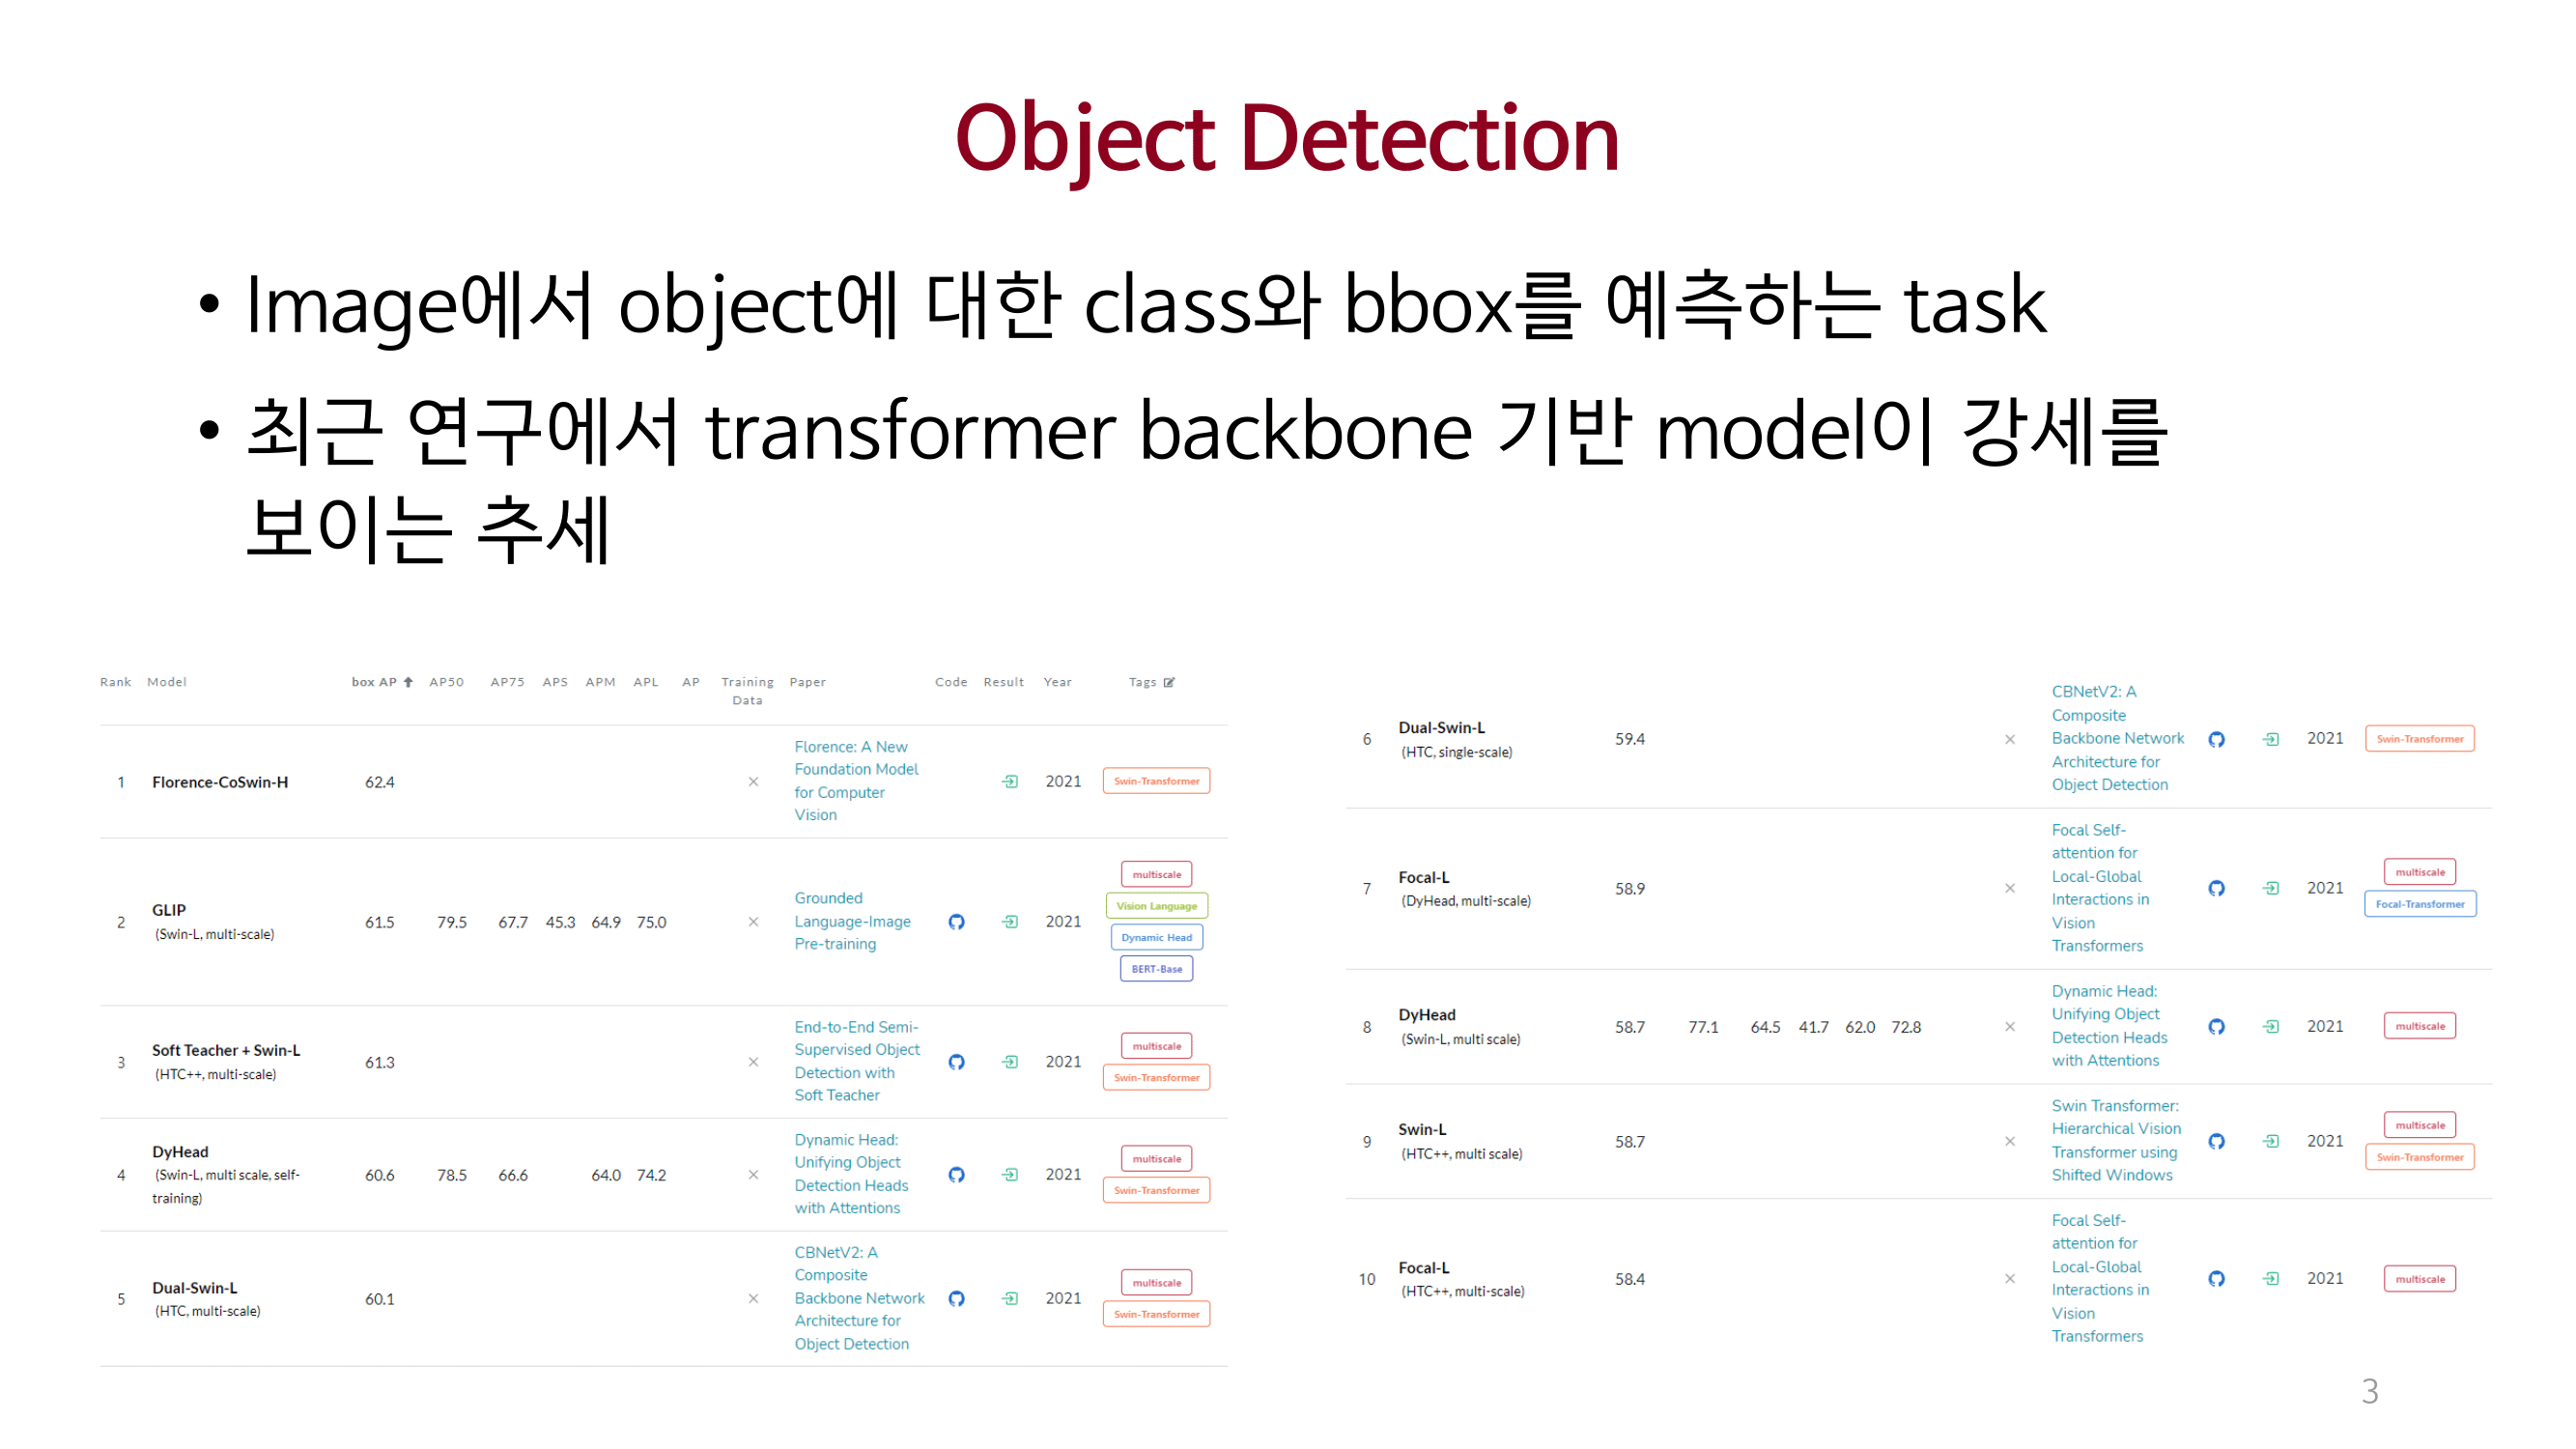 Object Detection
• Image에서 object에 대한 class와 bbox를 예측하는 task
• 최근 연구에서 transformer backbone 기반 model이 강세를
보이는 추세
Rank Model box AP AP50 AP75 APS APM APL AP Training Data Paper Code Result Year Tags
1 Florence-CoSwin-H 62.4 × Florence: A New
Foundation Model
for Computer
Vision
2021 Swin-Transformer
2 GLIP
(Swin-L, multi-scale)
61.5 79.5 67.7 45.3 64.9 75.0 ×
Grounded
Language-Image
Pre-training
2021
multiscale
Vision Language
Dynamic Head
BERT-Base
3 Soft Teacher + Swin-L
(HTC++, multi-scale)
61.3 ×
End-to-End Semi-
Supervised Object
Detection with
Soft Teacher
2021
multiscale
Swin-Transformer
4 DyHead
(Swin-L, multi scale, self-
training)
60.6 78.5 66.6 64.0 74.2 ×
Dynamic Head:
Unifying Object
Detection Heads
with Attentions
2021
multiscale
Swin-Transformer
5 Dual-Swin-L
(HTC, multi-scale)
60.1 ×
CBNetV2: A
Composite
Backbone Network
Architecture for
Object Detection
2021
multiscale
Swin-Transformer
6 Dual-Swin-L
(HTC, single-scale)
59.4 ×
CBNetV2: A
Composite
Backbone Network
Architecture for
Object Detection
2021
Swin-Transformer
7 Focal-L
(DyHead, multi-scale)
58.9 ×
Focal Self-
attention for
Local-Global
Interactions in
Vision
Transformers
2021
multiscale
Focal-Transformer
8 DyHead
(Swin-L, multi scale)
58.7 77.1 64.5 41.7 62.0 72.8 ×
Dynamic Head:
Unifying Object
Detection Heads
with Attentions
2021
multiscale
9 Swin-L
(HTC++, multi scale)
58.7 ×
Swin Transformer:
Hierarchical Vision
Transformer using
Shifted Windows
2021
multiscale
Swin-Transformer
10 Focal-L
(HTC++, multi-scale)
58.4 ×
Focal Self-
attention for
Local-Global
Interactions in
Vision
Transformers
2021
multiscale
3